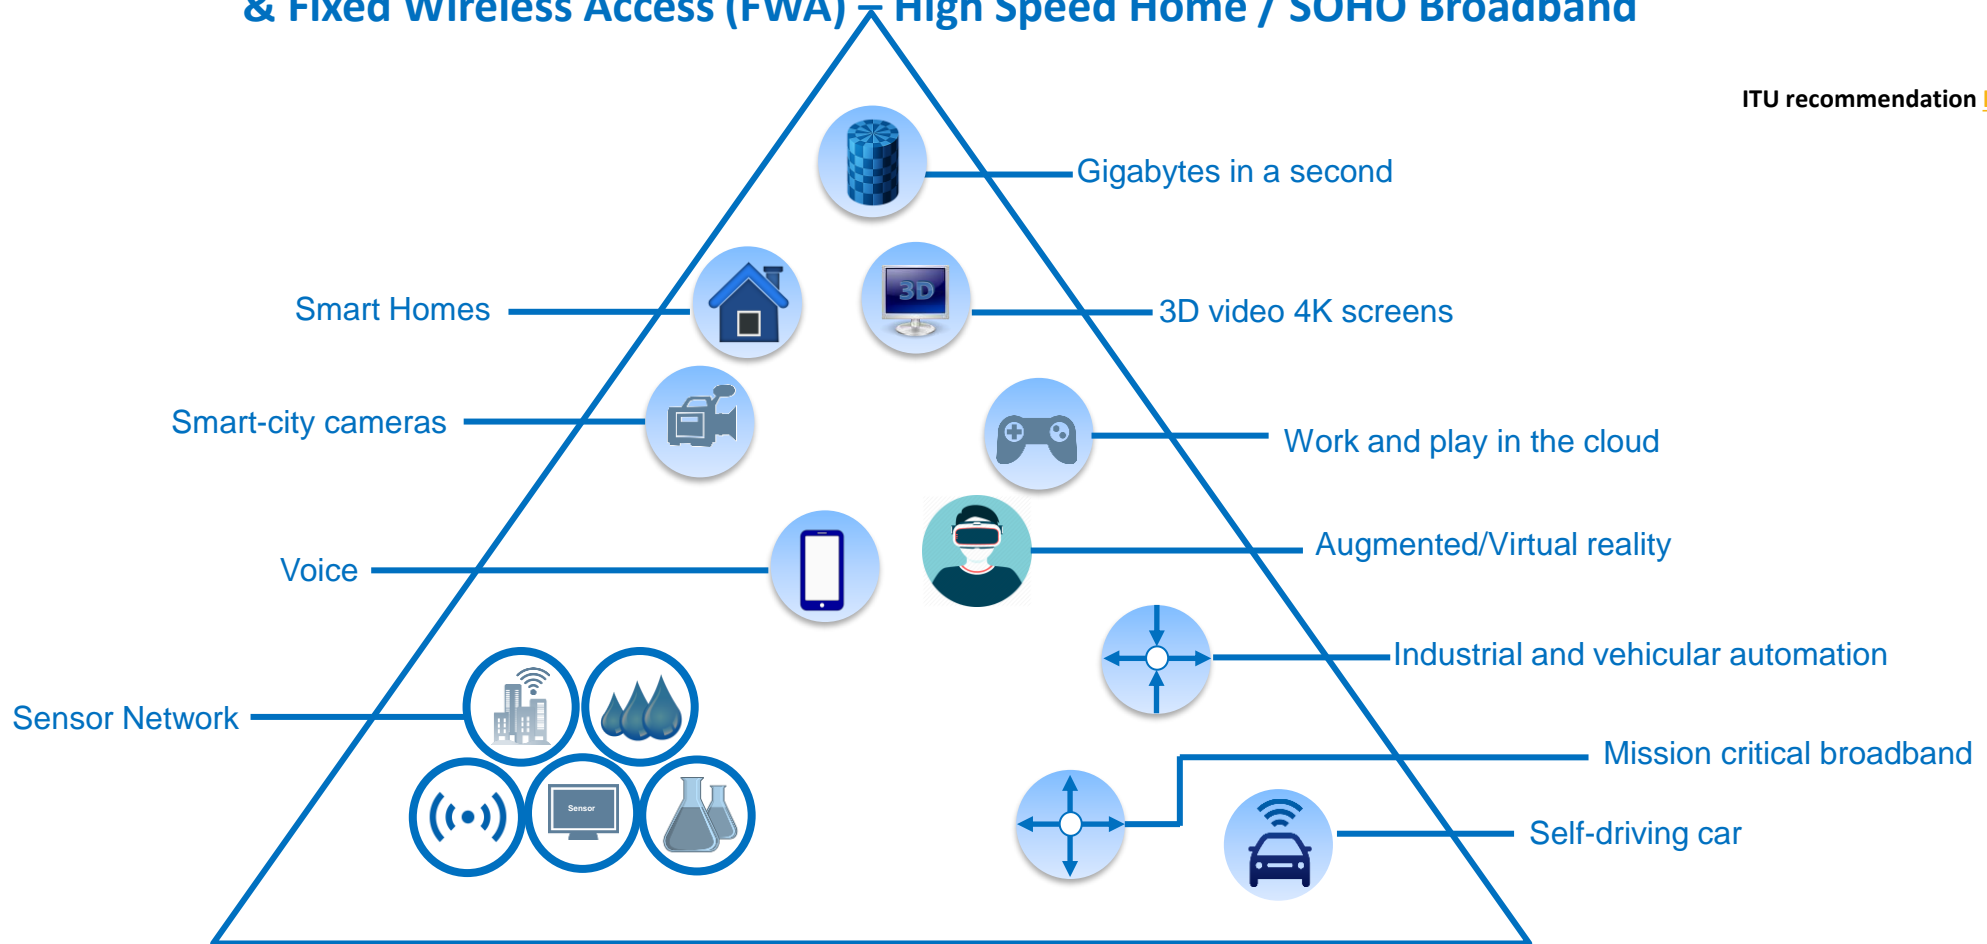 & Fixed Wireless Access (FWA) – High Speed Home / SOHO Broadband
ITU recommendation
Gigabytes in a second
3D
Smart Homes
3D video 4K screens
Smart-city cameras
Work and play in the cloud
Augmented/Virtual reality
Voice
Industrial and vehicular automation
Sensor Network
Mission critical broadband
Sensor
Self-driving car